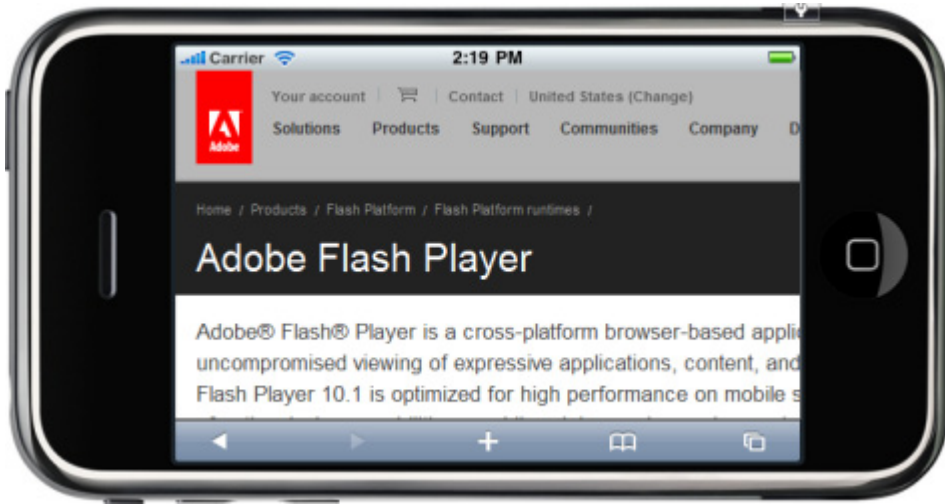 Carrier 2:19 PM
Your account | Contact | United States (Change)
Adobe
Solutions Products Support Communities Company D
Home / Products / Flash Platform / Flash Platform runtimes /
Adobe Flash Player
Adobe® Flash® Player is a cross-platform browser-based appli
uncompromised viewing of expressive applications, content, and
Flash Player 10.1 is optimized for high performance on mobile s